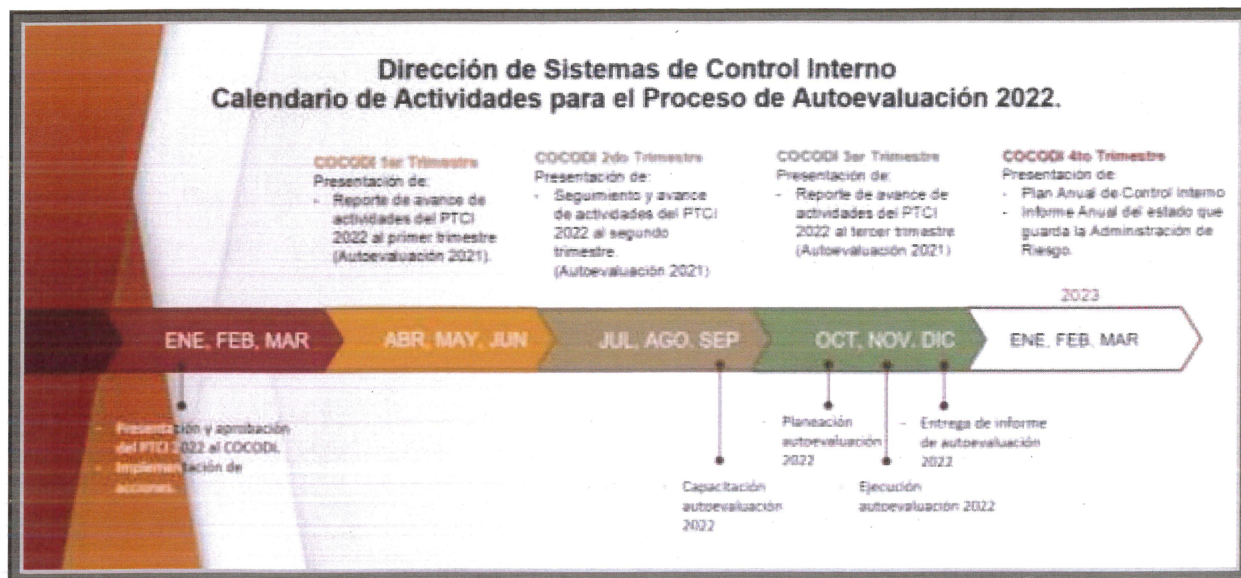 Dirección de Sistemas de Control Interno
Calendario de Actividades para el Proceso de Autoevaluación 2022.
COCODI 1er Trimestre
Presentación de:
- Reporte de avance de
actividades del PTCI
2022 al primer trimestre
(Autoevaluación 2021).
COCODI 2do Trimestre
Presentación de:
- Seguimiento y avance
de actividades del PTCI
2022 al segundo
trimestre.
(Autoevaluación 2021)
COCODI 3er Trimestre
Presentación de:
- Reporte de avance de
actividades del PTCI
2022 al tercer trimestre
(Autoevaluación 2021)
COCODI 4to Trimestre
Presentación de:
- Plan Anual de Control Interno
- Informe Anual del estado que
guarda la Administración de
Riesgo.
2023
ENE, FEB, MAR
ABR, MAY, JUN
JUL, AGO, SEP
OCT, NOV, DIC
ENE, FEB, MAR
- Presentación y aprobación
del PTCI 2022 al COCODI.
- Implementación de
acciones.
- Capacitación
autoevaluación
2022
- Planeación
autoevaluación
2022
- Ejecución
autoevaluación 2022
- Entrega de informe
de autoevaluación
2022